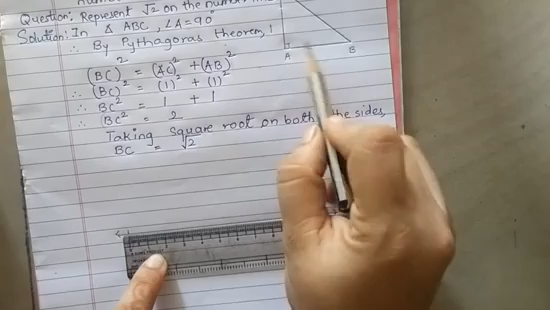 Question: Represent √2 on the number
Solution: In △ ABC, ∠A = 90°
∴ By Pythagoras theorem,
(BC)² = (AC)² + (AB)²
∴ (BC)² = (1)² + (1)²
∴ BC² = 1 + 1
∴ BC² = 2
Taking square root on both the sides,
BC = √2
A
B